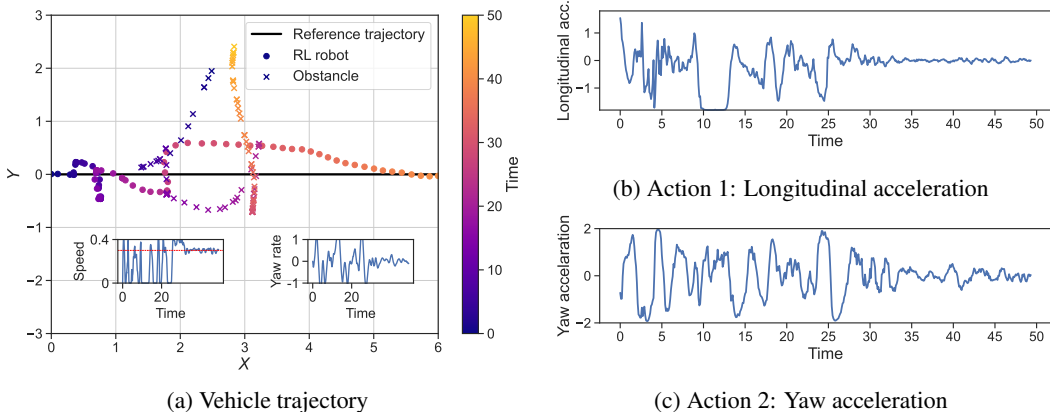 3
2
1
0
−1
−2
−3
Y
0
1
2
3
4
5
6
X
Reference trajectory
RL robot
Obstancle
0.4
0
Speed
0
20
Time
1
0
-1
Yaw rate
0
20
Time
50
40
30
20
10
0
Time
(a) Vehicle trajectory
Longitudinal acc.
1
0
−1
0 5 10 15 20 25 30 35 40 45 50
Time
(b) Action 1: Longitudinal acceleration
Yaw acceleration
2
0
−2
0 5 10 15 20 25 30 35 40 45 50
Time
(c) Action 2: Yaw acceleration